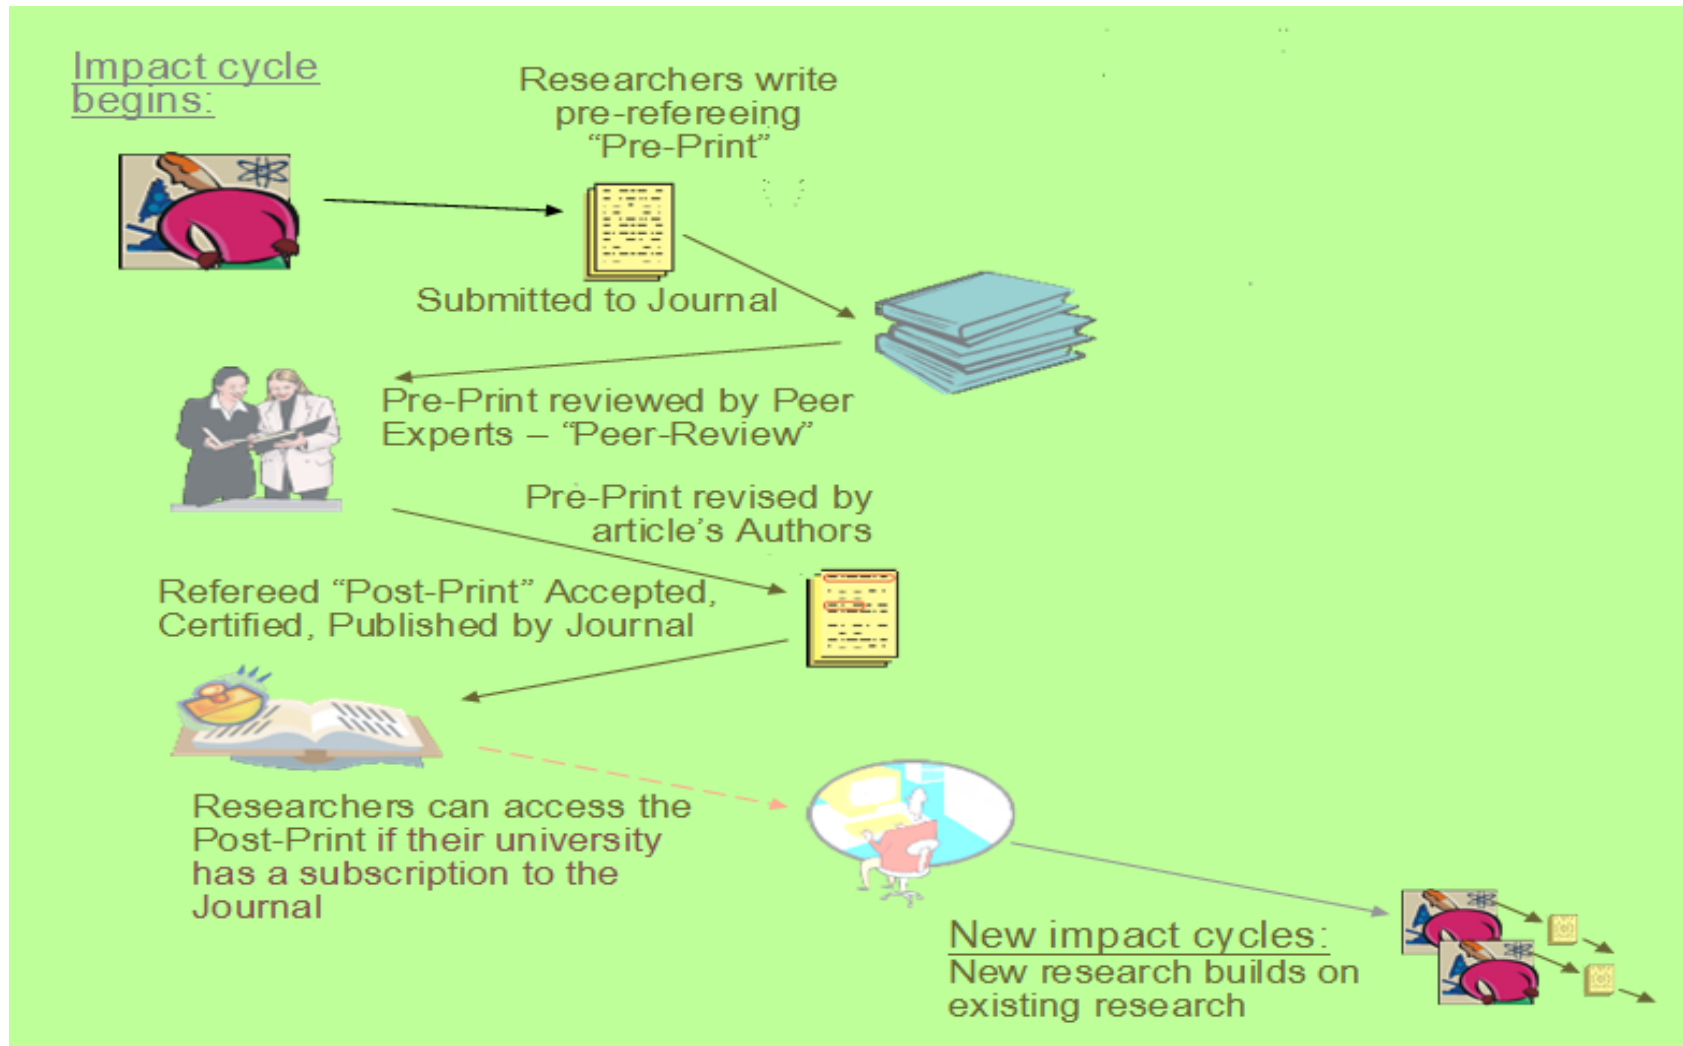 Impact cycle
begins:
Researchers write
pre-refereeing
“Pre-Print”
Submitted to Journal
Pre-Print reviewed by Peer
Experts – “Peer-Review”
Pre-Print revised by
article’s Authors
Refereed “Post-Print” Accepted,
Certified, Published by Journal
Researchers can access the
Post-Print if their university
has a subscription to the
Journal
New impact cycles:
New research builds on
existing research